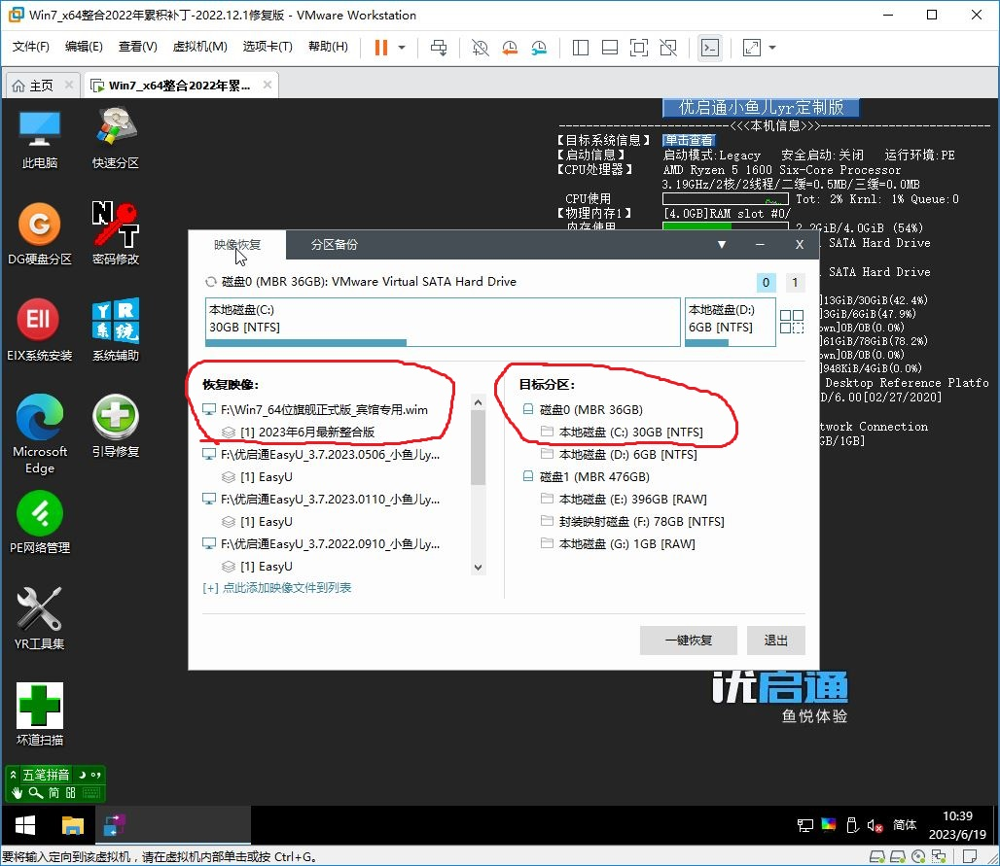 Win7_x64整合2022年累积补丁-2022.12.1修复版 - VMware Workstation
文件(F) 编辑(E) 查看(V) 虚拟机(M) 选项卡(T) 帮助(H)
主页 Win7_x64整合2022年累...
优启通小鱼儿yr定制版
<<<本机信息>>>
【目标系统信息】 单击查看
【启动信息】 启动模式:Legacy 安全启动:关闭 运行环境:PE
【CPU处理器】 AMD Ryzen 5 1600 Six-Core Processor
3.19GHz/2核/2线程/二缓=0.5MB/三缓=0.0MB
CPU使用 Tot: 2% Krnl: 1% Queue:0
【物理内存1】 [4.0GB]RAM slot #0/
内存使用 2.2GiB/4.0GiB (54%)
SATA Hard Drive
SATA Hard Drive
]13GiB/30GiB(42.4%)
]3GiB/6GiB(47.9%)
own]0B/0B(0.0%)
]61GiB/78GiB(78.2%)
own]0B/0B(0.0%)
]948KiB/4GiB(0.0%)
Desktop Reference Platfo
D/6.00[02/27/2020]
twork Connection
GB/1GB]
此电脑
快速分区
DG硬盘分区
NT
密码修改
EII
EIX系统安装
YR系统
系统辅助
Microsoft Edge
引导修复
PE网络管理
YR工具集
坏道扫描
映像恢复 分区备份 X
磁盘0 (MBR 36GB): VMware Virtual SATA Hard Drive 0 1
本地磁盘(C:)
30GB [NTFS]
本地磁盘(D:)
6GB [NTFS]
恢复映像:
F:\Win7_64位旗舰正式版_宾馆专用.wim
[1] 2023年6月最新整合版
F:\优启通EasyU_3.7.2023.0506_小鱼儿y...
[1] EasyU
F:\优启通EasyU_3.7.2023.0110_小鱼儿y...
[1] EasyU
F:\优启通EasyU_3.7.2022.0910_小鱼儿y...
[1] EasyU
[+] 点此添加映像文件到列表
目标分区:
磁盘0 (MBR 36GB)
本地磁盘 (C:) 30GB [NTFS]
本地磁盘 (D:) 6GB [NTFS]
磁盘1 (MBR 476GB)
本地磁盘 (E:) 396GB [RAW]
封装映射磁盘 (F:) 78GB [NTFS]
本地磁盘 (G:) 1GB [RAW]
一键恢复 退出
优启通
鱼悦体验
五笔拼音
简
简体
10:39
2023/6/19
要将输入定向到该虚拟机，请在虚拟机内部单击或按 Ctrl+G。